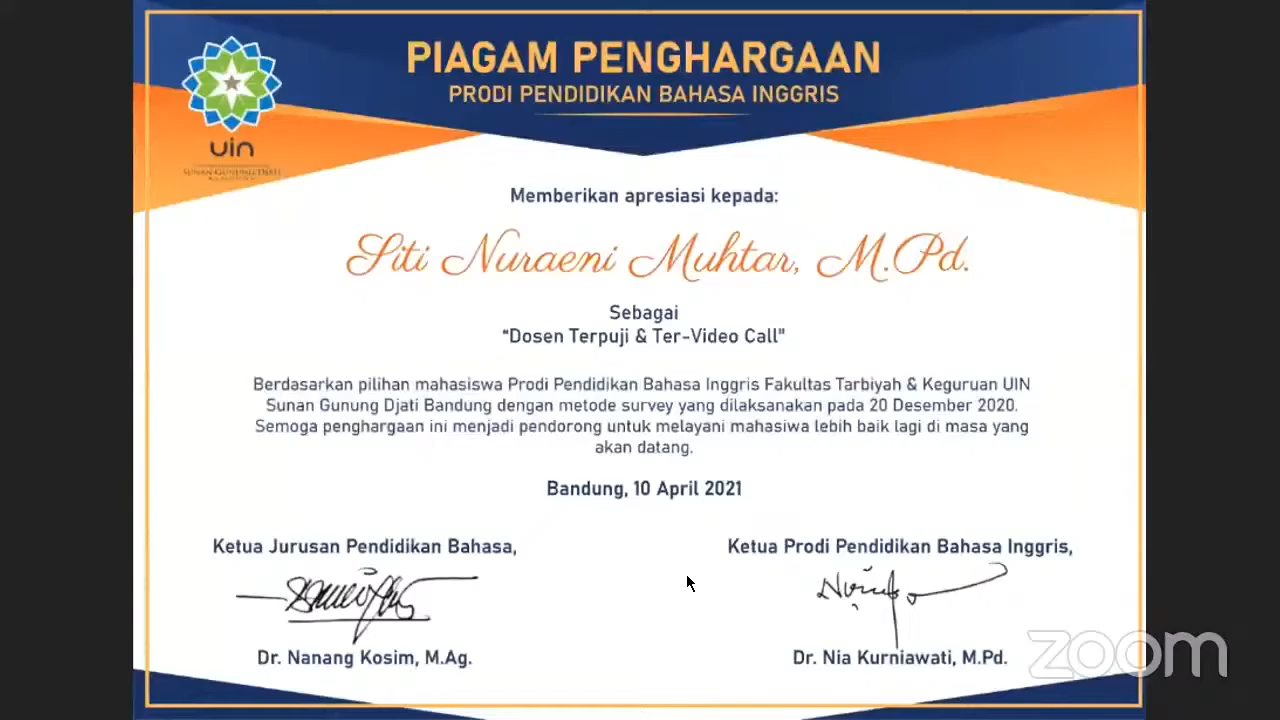 PIAGAM PENGHARGAAN
PRODI PENDIDIKAN BAHASA INGGRIS
uin
SUNAN GUNUNG DJATI
Memberikan apresiasi kepada:
Siti Nuraeni Muhtar, M.Pd.
Sebagai
"Dosen Terpuji & Ter-Video Call"
Berdasarkan pilihan mahasiswa Prodi Pendidikan Bahasa Inggris Fakultas Tarbiyah & Keguruan UIN
Sunan Gunung Djati Bandung dengan metode survey yang dilaksanakan pada 20 Desember 2020.
Semoga penghargaan ini menjadi pendorong untuk melayani mahasiwa lebih baik lagi di masa yang
akan datang.
Bandung, 10 April 2021
Ketua Jurusan Pendidikan Bahasa,
Ketua Prodi Pendidikan Bahasa Inggris,
Dr. Nanang Kosim, M.Ag.
Dr. Nia Kurniawati, M.Pd.
zoom